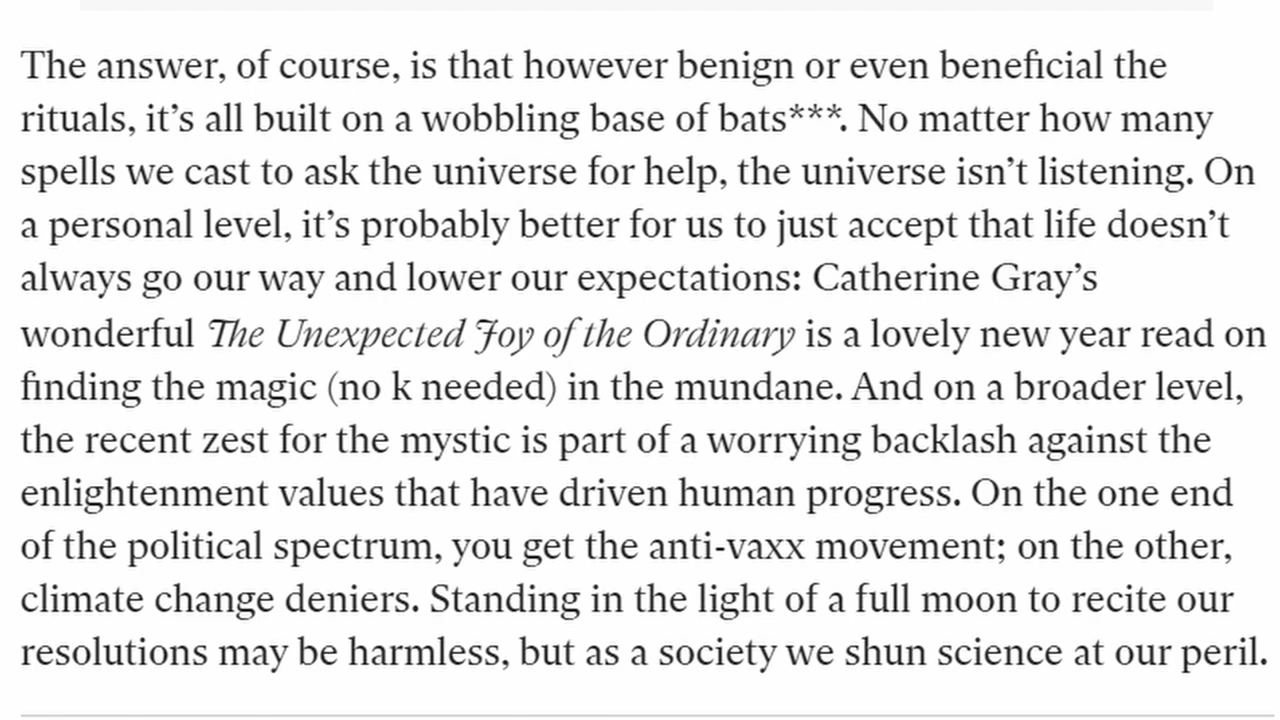 The answer, of course, is that however benign or even beneficial the
rituals, it’s all built on a wobbling base of bats***. No matter how many
spells we cast to ask the universe for help, the universe isn’t listening. On
a personal level, it’s probably better for us to just accept that life doesn’t
always go our way and lower our expectations: Catherine Gray’s
wonderful The Unexpected Joy of the Ordinary is a lovely new year read on
finding the magic (no k needed) in the mundane. And on a broader level,
the recent zest for the mystic is part of a worrying backlash against the
enlightenment values that have driven human progress. On the one end
of the political spectrum, you get the anti-vaxx movement; on the other,
climate change deniers. Standing in the light of a full moon to recite our
resolutions may be harmless, but as a society we shun science at our peril.